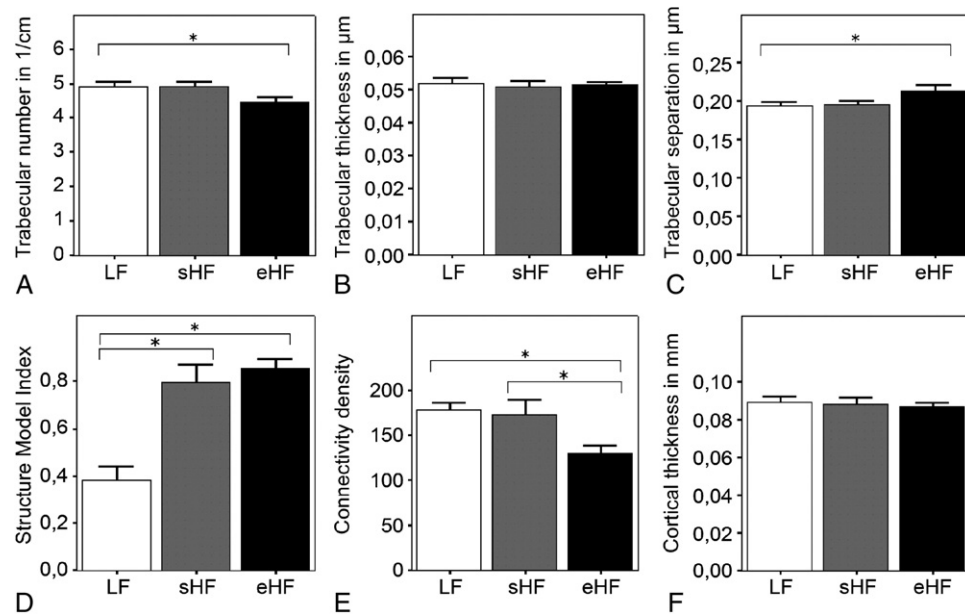 Trabecular number in 1/cm
6
5
4
3
2
1
0
*
LF sHF eHF
A
Trabecular thickness in µm
0,06
0,05
0,04
0,03
0,02
0,01
0,00
LF sHF eHF
B
Trabecular separation in µm
0,25
0,20
0,15
0,10
0,05
0,00
*
LF sHF eHF
C
Structure Model Index
0,8
0,6
0,4
0,2
0,0
*
*
LF sHF eHF
D
Connectivity density
200
150
100
50
0
*
*
LF sHF eHF
E
Cortical thickness in mm
0,10
0,08
0,06
0,04
0,02
0,00
LF sHF eHF
F